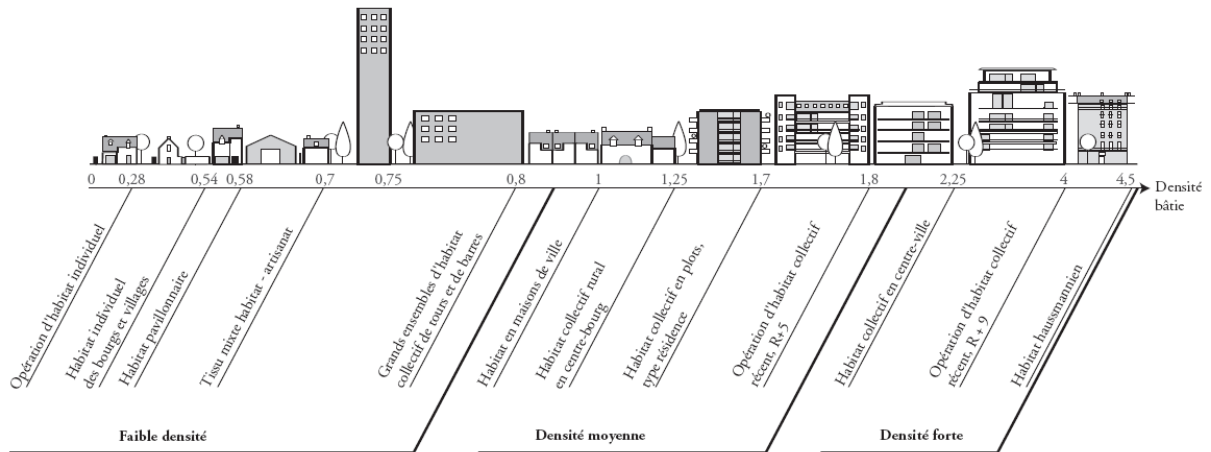 0 0,28 0,54 0,58 0,7 0,75 0,8 1 1,25 1,7 1,8 2,25 4 4,5
Densité
bâtie
Opération d'habitat individuel
Habitat individuel
des bourgs et villages
Habitat pavillonnaire
Tissu mixte habitat - artisanat
Grands ensembles d'habitat
collectif de tours et de barres
Habitat en maisons de ville
Habitat collectif rural
en centre-bourg
Habitat collectif en plots,
type résidence
Opération d'habitat collectif
récent, R+ 5
Habitat collectif en centre-ville
Opération d'habitat collectif
récent, R + 9
Habitat haussmannien
Faible densité
Densité moyenne
Densité forte